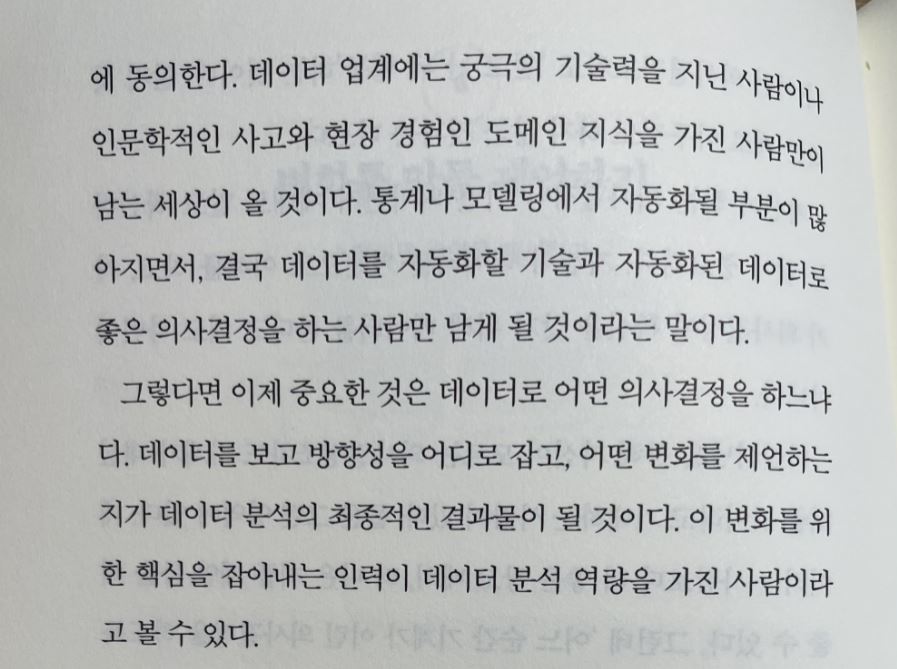 에 동의한다. 데이터 업계에는 궁극의 기술력을 지닌 사람이나
인문학적인 사고와 현장 경험인 도메인 지식을 가진 사람만이
남는 세상이 올 것이다. 통계나 모델링에서 자동화될 부분이 많
아지면서, 결국 데이터를 자동화할 기술과 자동화된 데이터로
좋은 의사결정을 하는 사람만 남게 될 것이라는 말이다.
그렇다면 이제 중요한 것은 데이터로 어떤 의사결정을 하느냐
다. 데이터를 보고 방향성을 어디로 잡고, 어떤 변화를 제언하는
지가 데이터 분석의 최종적인 결과물이 될 것이다. 이 변화를 위
한 핵심을 잡아내는 인력이 데이터 분석 역량을 가진 사람이라
고 볼 수 있다.